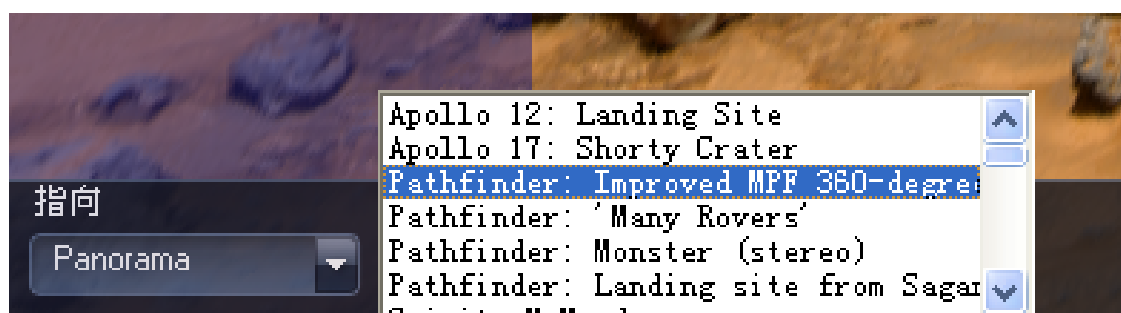 Apollo 12: Landing Site
Apollo 17: Shorty Crater
Pathfinder: Improved MPF 360-degre
Pathfinder: 'Many Rovers'
Pathfinder: Monster (stereo)
Pathfinder: Landing site from Sagan
指向
Panorama